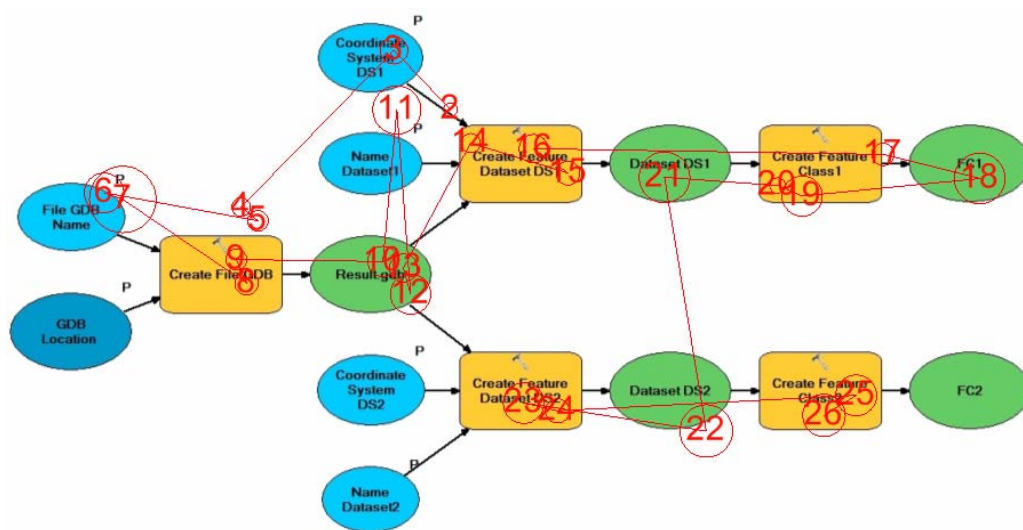 P
Coordinate
System
DS1
3
11
2
P
Name
Dataset1
14
16
Create Feature
Dataset DS1
15
Dataset DS1
21
Create Feature
Class1
17
20
19
FC1
18
P
6
7
4
5
File GDB
Name
9
Create File GDB
8
10
13
Result gdb
12
P
GDB
Location
P
Coordinate
System
DS2
Create Feature
Dataset DS2
23
24
Dataset DS2
22
Create Feature
Class2
25
26
FC2
P
Name
Dataset2